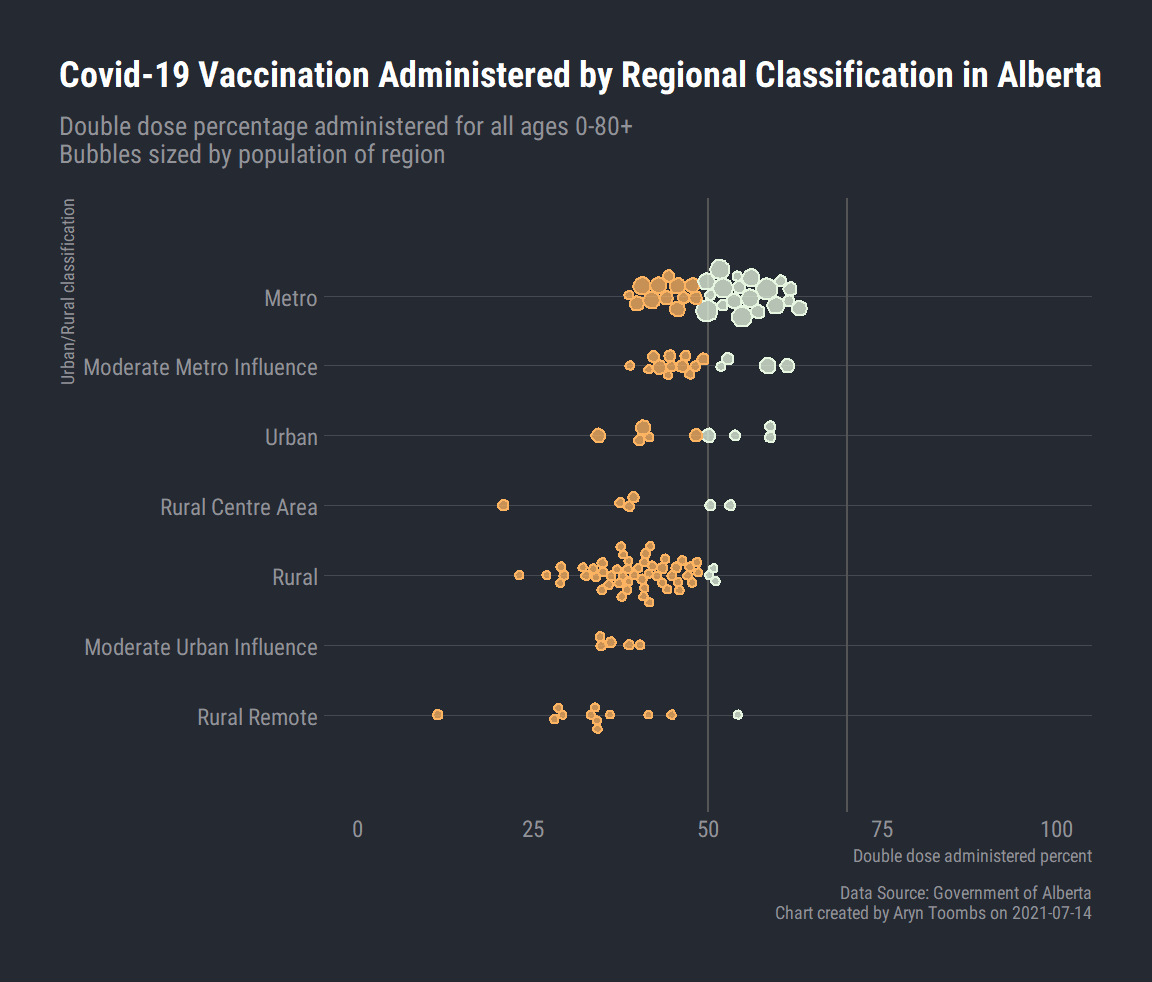 Covid-19 Vaccination Administered by Regional Classification in Alberta
Double dose percentage administered for all ages 0-80+
Bubbles sized by population of region
Urban/Rural classification
Metro
Moderate Metro Influence
Urban
Rural Centre Area
Rural
Moderate Urban Influence
Rural Remote
0 25 50 75 100
Double dose administered percent
Data Source: Government of Alberta
Chart created by Aryn Toombs on 2021-07-14